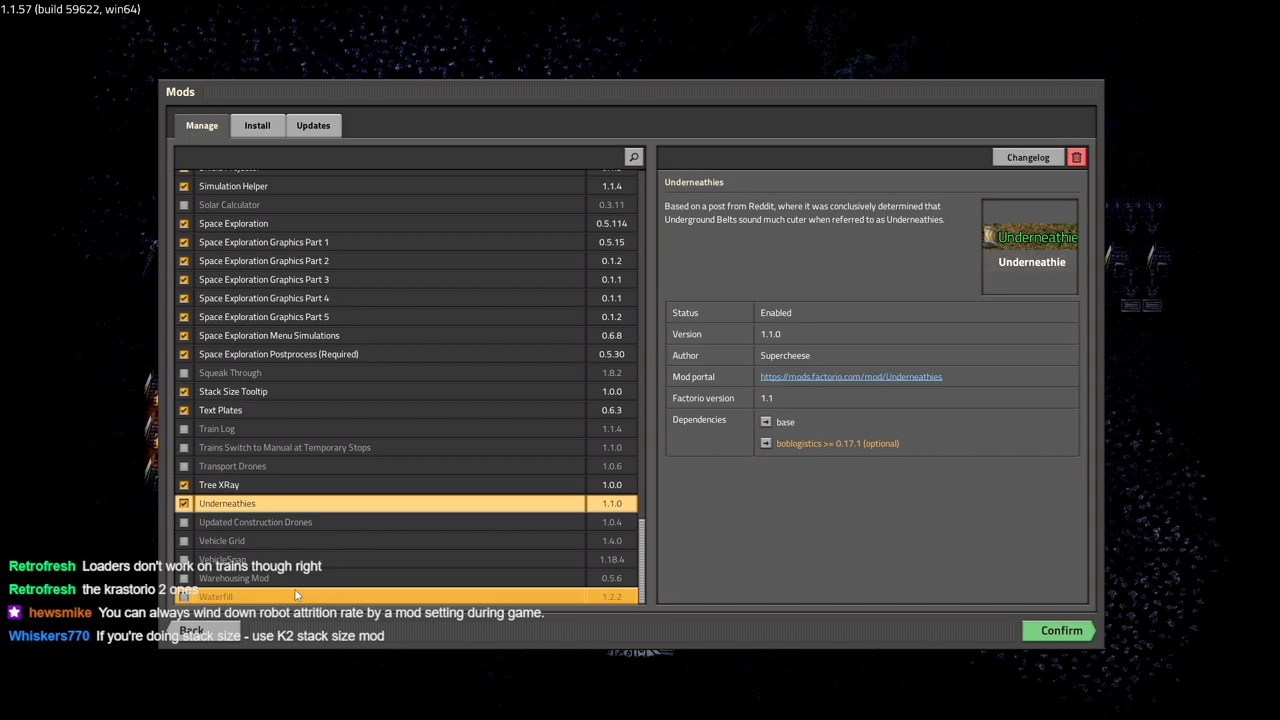 1.1.57 (build 59622, win64)
Mods
Manage Install Updates
Changelog
Simulation Helper 1.1.4
Solar Calculator 0.3.11
Space Exploration 0.5.114
Space Exploration Graphics Part 1 0.5.15
Space Exploration Graphics Part 2 0.1.2
Space Exploration Graphics Part 3 0.1.1
Space Exploration Graphics Part 4 0.1.1
Space Exploration Graphics Part 5 0.1.2
Space Exploration Menu Simulations 0.6.8
Space Exploration Postprocess (Required) 0.5.30
Squeak Through 1.8.2
Stack Size Tooltip 1.0.0
Text Plates 0.6.3
Train Log 1.1.4
Trains Switch to Manual at Temporary Stops 1.1.0
Transport Drones 1.0.6
Tree XRay 1.0.0
Underneathies 1.1.0
Updated Construction Drones 1.0.4
Vehicle Grid 1.4.0
VehicleSnap 1.18.4
Warehousing Mod 0.5.6
Waterfill 1.2.2
Underneathies
Based on a post from Reddit, where it was conclusively determined that
Underground Belts sound much cuter when referred to as Underneathies.
Underneathie
Underneathie
Status Enabled
Version 1.1.0
Author Supercheese
Mod portal https://mods.factorio.com/mod/Underneathies
Factorio version 1.1
Dependencies base
boblogistics >= 0.17.1 (optional)
Retrofresh Loaders don't work on trains though right
Retrofresh the krastorio 2 ones
hewsmike You can always wind down robot attrition rate by a mod setting during game.
Whiskers770 If you're doing stack size - use K2 stack size mod
Back
Confirm